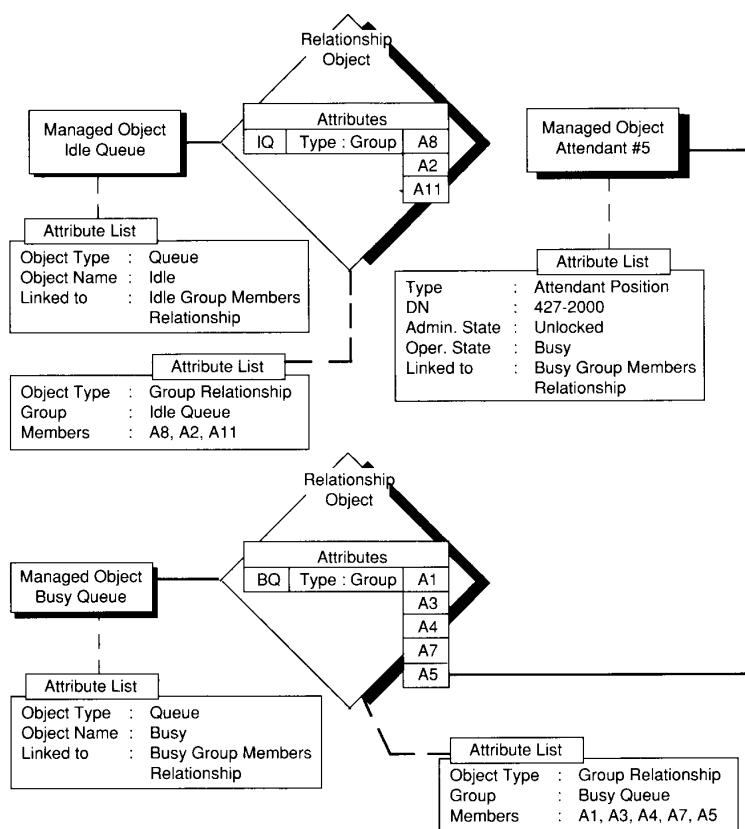 Relationship
Object
Attributes
IQ Type : Group A8
A2
A11
Managed Object
Idle Queue
Attribute List
Object Type : Queue
Object Name : Idle
Linked to : Idle Group Members
Relationship
Managed Object
Attendant #5
Attribute List
Type : Attendant Position
DN : 427-2000
Admin. State : Unlocked
Oper. State : Busy
Linked to : Busy Group Members
Relationship
Attribute List
Object Type : Group Relationship
Group : Idle Queue
Members : A8, A2, A11
Relationship
Object
Attributes
BQ Type : Group A1
A3
A4
A7
A5
Managed Object
Busy Queue
Attribute List
Object Type : Queue
Object Name : Busy
Linked to : Busy Group Members
Relationship
Attribute List
Object Type : Group Relationship
Group : Busy Queue
Members : A1, A3, A4, A7, A5